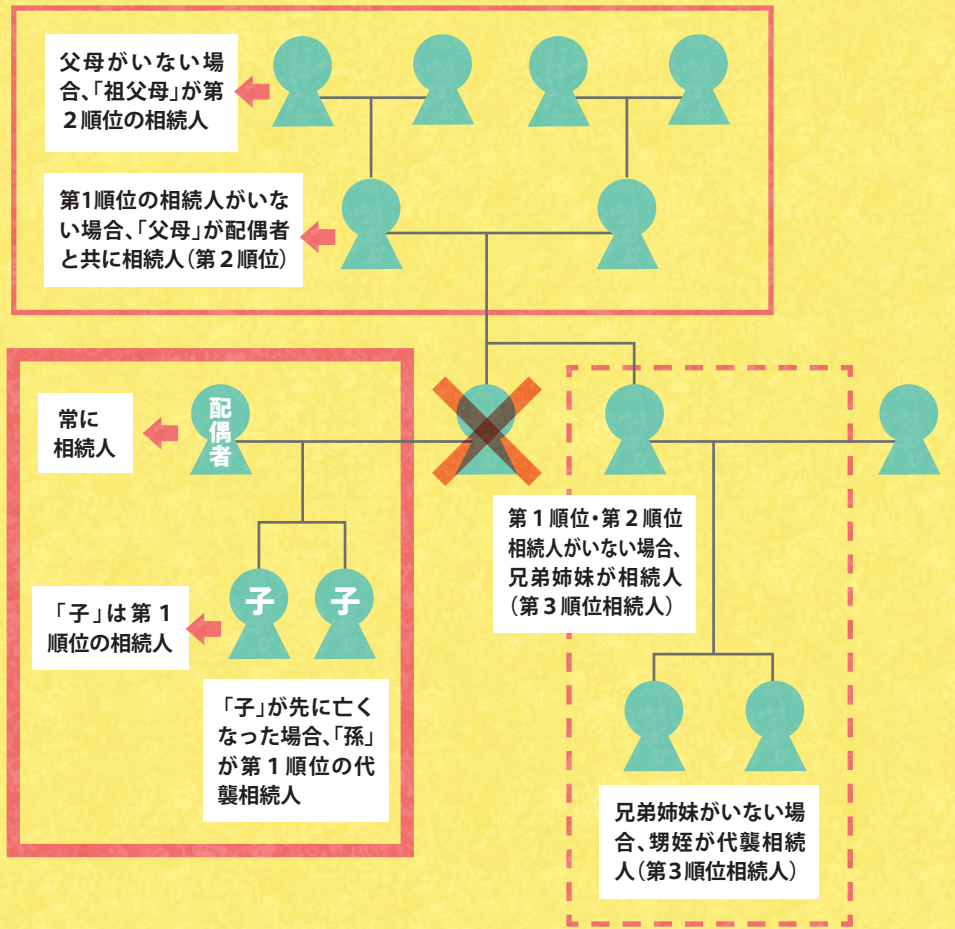 父母がいない場
合、「祖父母」が第
２順位の相続人
第1順位の相続人がいな
い場合、「父母」が配偶者
と共に相続人（第２順位）
常に
相続人
配偶者
第１順位・第２順位
相続人がいない場合、
兄弟姉妹が相続人
（第３順位相続人）
「子」は第１
順位の相続人
子
子
「子」が先に亡く
なった場合、「孫」
が第１順位の代
襲相続人
兄弟姉妹がいない場
合、甥姪が代襲相続
人（第３順位相続人）